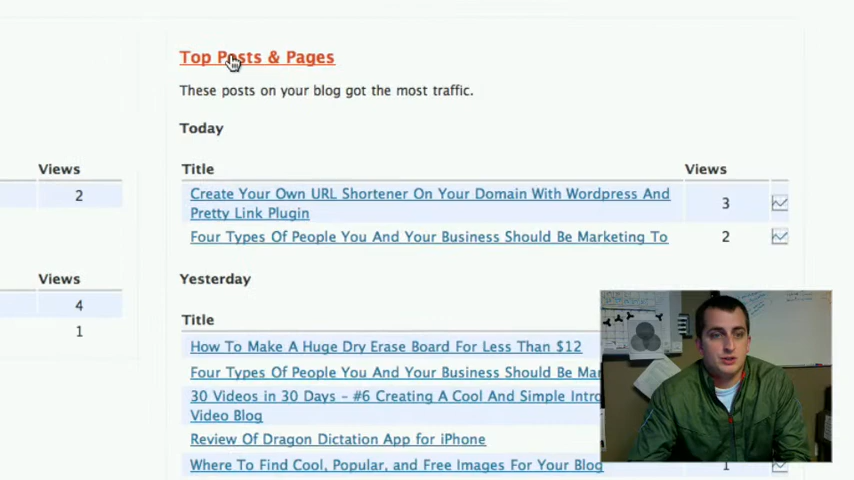 Top Posts & Pages
These posts on your blog got the most traffic.
Today
Views
Title
Views
2
Create Your Own URL Shortener On Your Domain With Wordpress And
Pretty Link Plugin
3
Four Types Of People You And Your Business Should Be Marketing To
2
Yesterday
Views
4
1
Title
How To Make A Huge Dry Erase Board For Less Than $12
Four Types Of People You And Your Business Should Be Mar
30 Videos in 30 Days - #6 Creating A Cool And Simple Intro
Video Blog
Review Of Dragon Dictation App for iPhone
Where To Find Cool, Popular, and Free Images For Your Blog
1